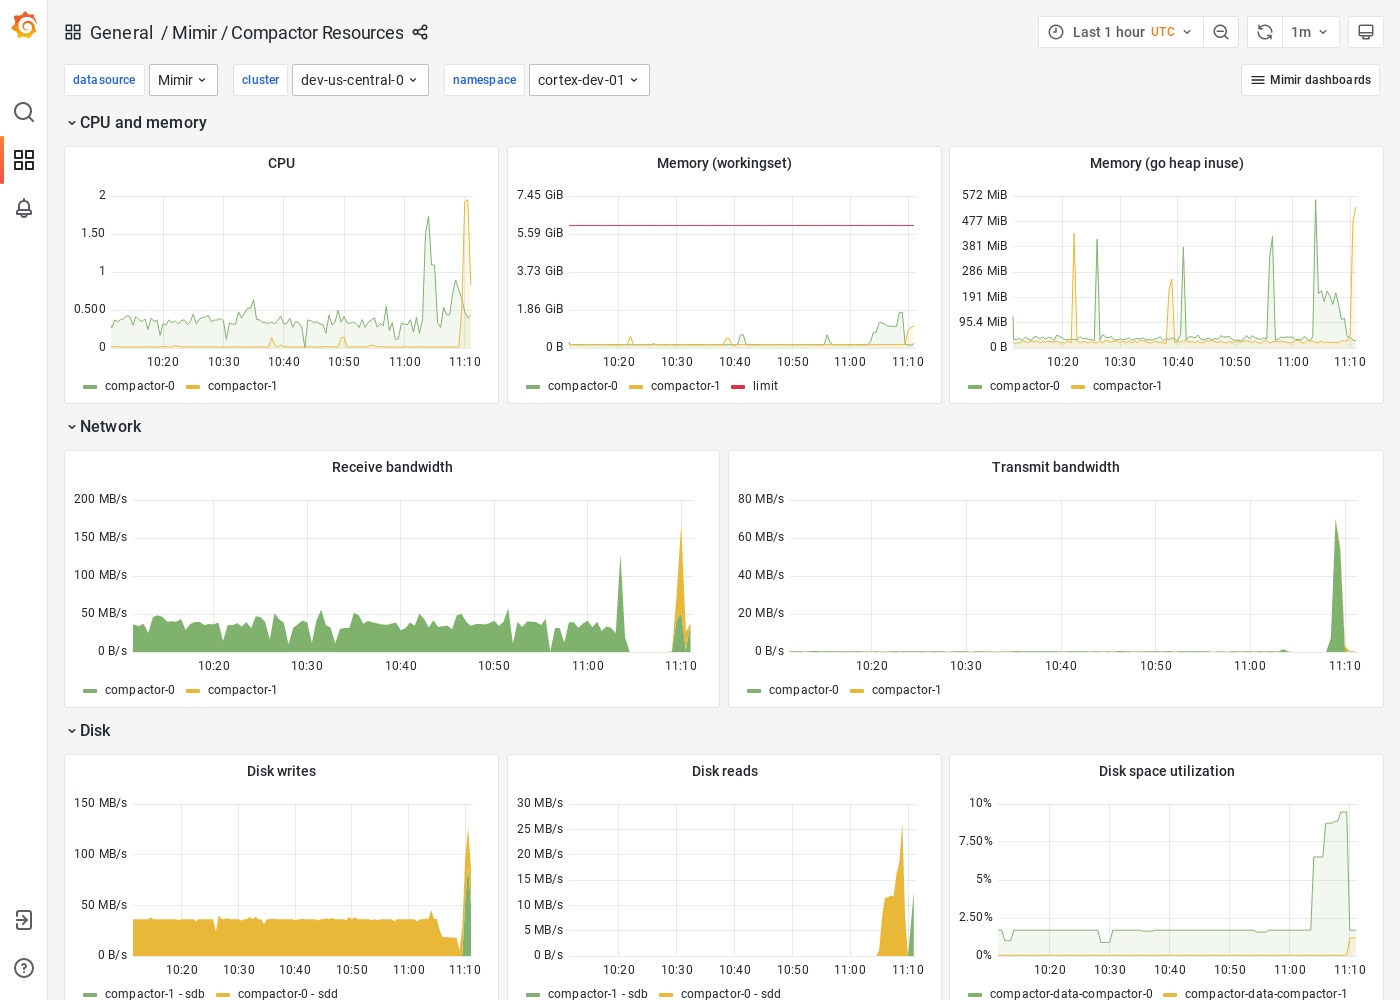 General / Mimir / Compactor Resources
Last 1 hour UTC
1m
datasource Mimir cluster dev-us-central-0 namespace cortex-dev-01
Mimir dashboards
CPU and memory
CPU
2
1.50
1
0.500
0
10:20 10:30 10:40 10:50 11:00 11:10
compactor-0 compactor-1
Memory (workingset)
7.45 GiB
5.59 GiB
3.73 GiB
1.86 GiB
0 B
10:20 10:30 10:40 10:50 11:00 11:10
compactor-0 compactor-1 limit
Memory (go heap inuse)
572 MiB
477 MiB
381 MiB
286 MiB
191 MiB
95.4 MiB
0 B
10:20 10:30 10:40 10:50 11:00 11:10
compactor-0 compactor-1
Network
Receive bandwidth
200 MB/s
150 MB/s
100 MB/s
50 MB/s
0 B/s
10:20 10:30 10:40 10:50 11:00 11:10
compactor-0 compactor-1
Transmit bandwidth
80 MB/s
60 MB/s
40 MB/s
20 MB/s
0 B/s
10:20 10:30 10:40 10:50 11:00 11:10
compactor-0 compactor-1
Disk
Disk writes
150 MB/s
100 MB/s
50 MB/s
0 B/s
10:20 10:30 10:40 10:50 11:00 11:10
compactor-1 - sdb compactor-0 - sdd
Disk reads
30 MB/s
25 MB/s
20 MB/s
15 MB/s
10 MB/s
5 MB/s
0 B/s
10:20 10:30 10:40 10:50 11:00 11:10
compactor-1 - sdb compactor-0 - sdd
Disk space utilization
10%
7.50%
5%
2.50%
0%
10:20 10:30 10:40 10:50 11:00 11:10
compactor-data-compactor-0 compactor-data-compactor-1